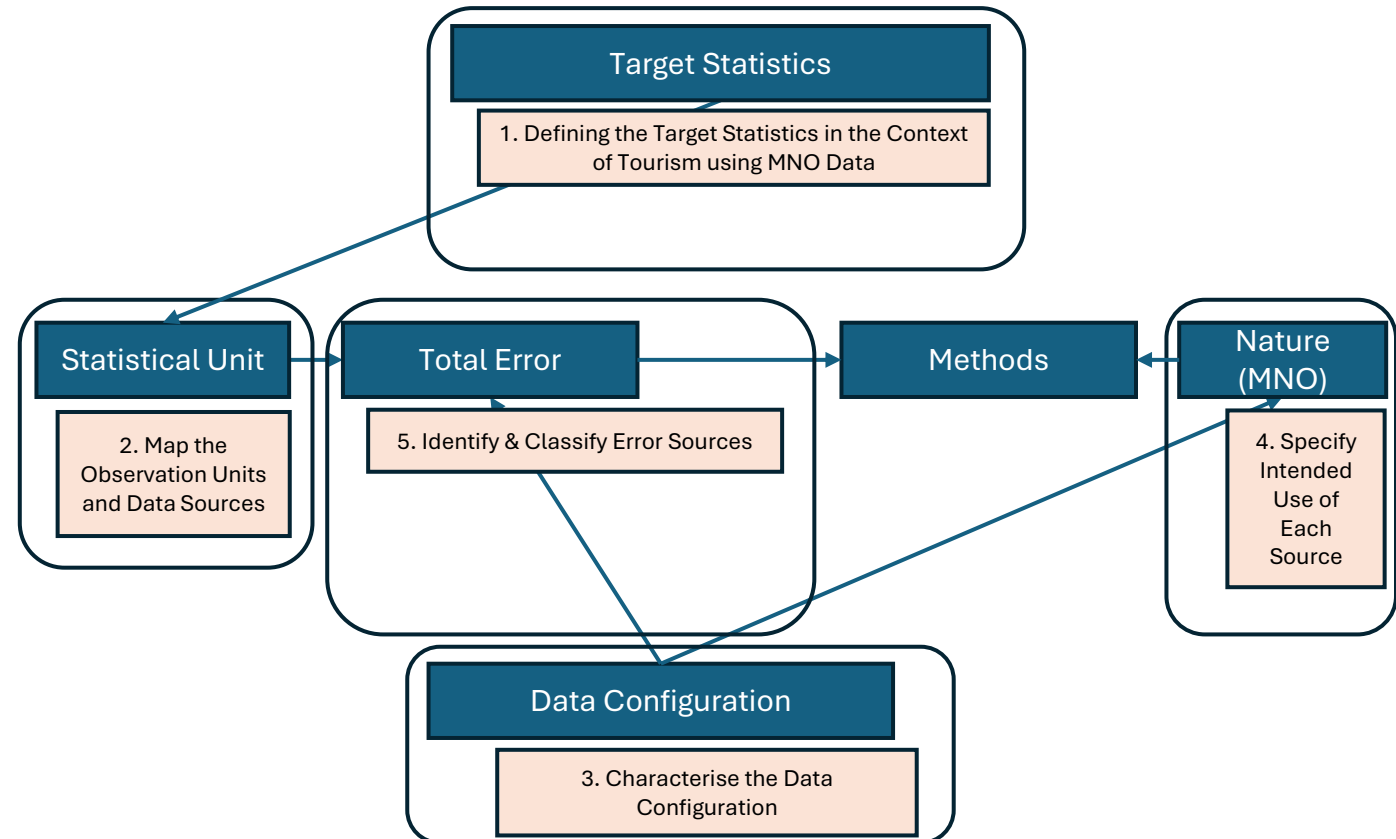 Target Statistics
1. Defining the Target Statistics in the Context
of Tourism using MNO Data
Statistical Unit
2. Map the
Observation Units
and Data Sources
Total Error
5. Identify & Classify Error Sources
Methods
Nature
(MNO)
4. Specify
Intended
Use of
Each
Source
Data Configuration
3. Characterise the Data
Configuration